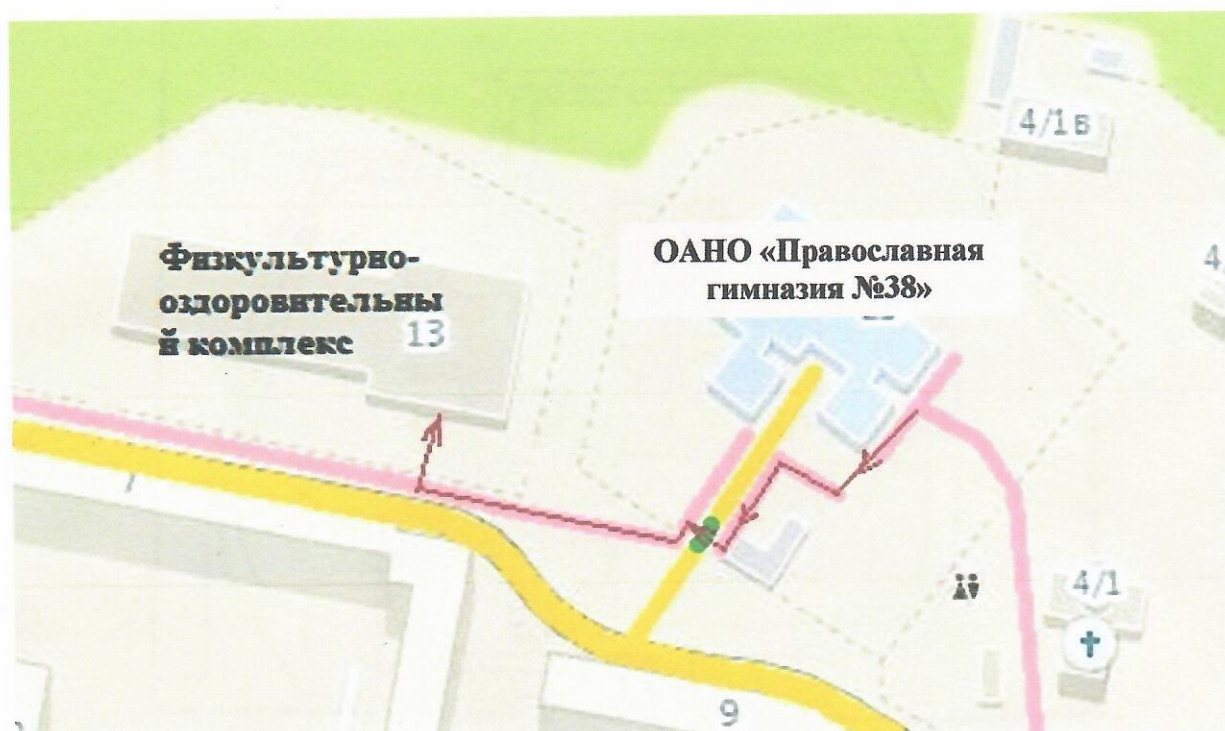 4/1в
Физкультурно-
оздоровительны
й комплекс
13
ОАНО «Православная
гимназия №38»
4/1
9